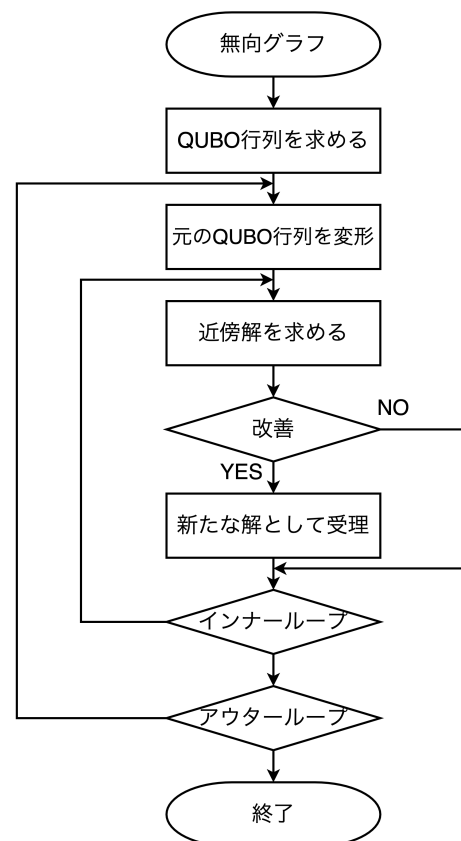 無向グラフ
QUBO行列を求める
元のQUBO行列を変形
近傍解を求める
改善
NO
YES
新たな解として受理
インナーループ
アウターループ
終了